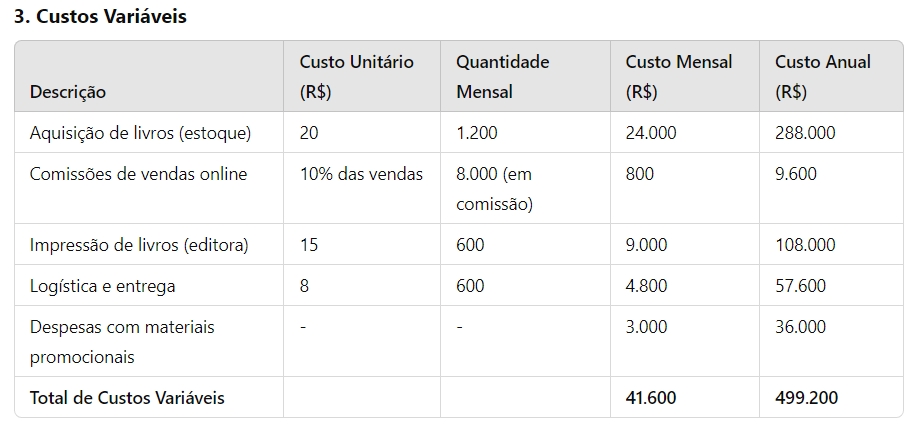 3. Custos Variáveis
Descrição Custo Unitário (R$) Quantidade Mensal Custo Mensal (R$) Custo Anual (R$)
Aquisição de livros (estoque) 20 1.200 24.000 288.000
Comissões de vendas online 10% das vendas 8.000 (em comissão) 800 9.600
Impressão de livros (editora) 15 600 9.000 108.000
Logística e entrega 8 600 4.800 57.600
Despesas com materiais promocionais - - 3.000 36.000
Total de Custos Variáveis 41.600 499.200